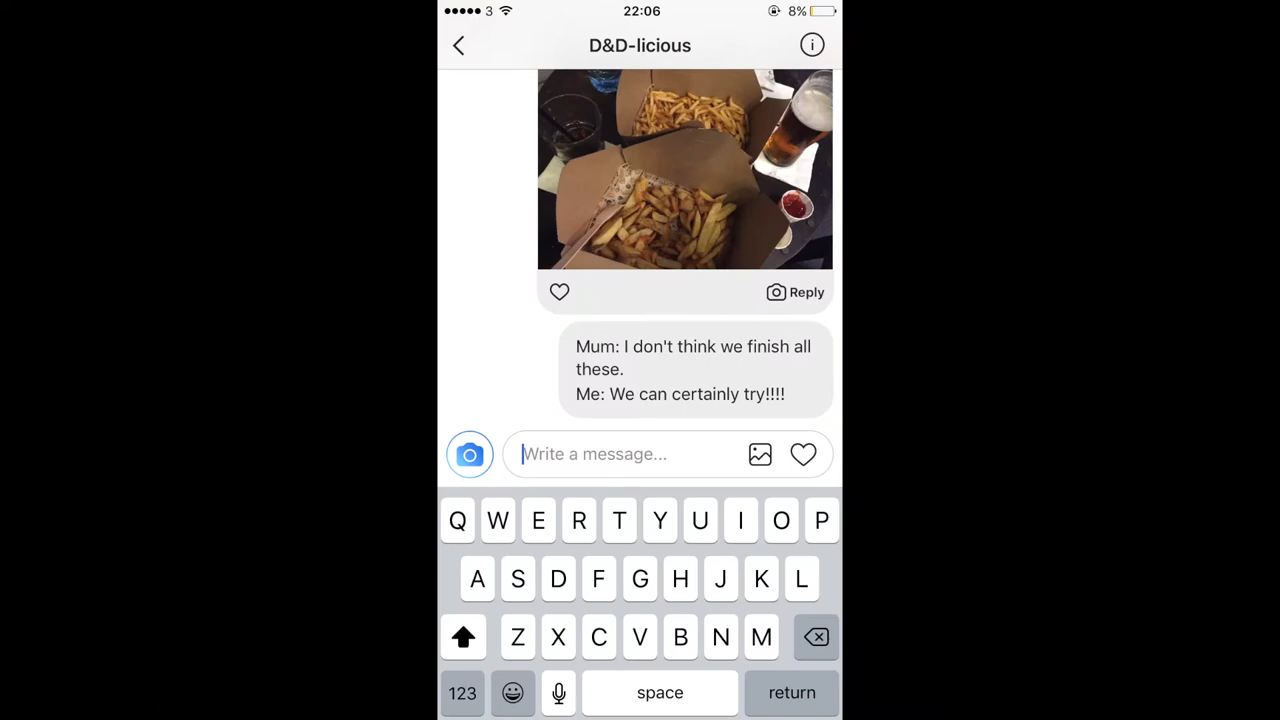 3 22:06 8%
D&D-licious
Reply
Mum: I don't think we finish all
these.
Me: We can certainly try!!!!
Write a message...
Q W E R T Y U I O P
A S D F G H J K L
Z X C V B N M
123 space return